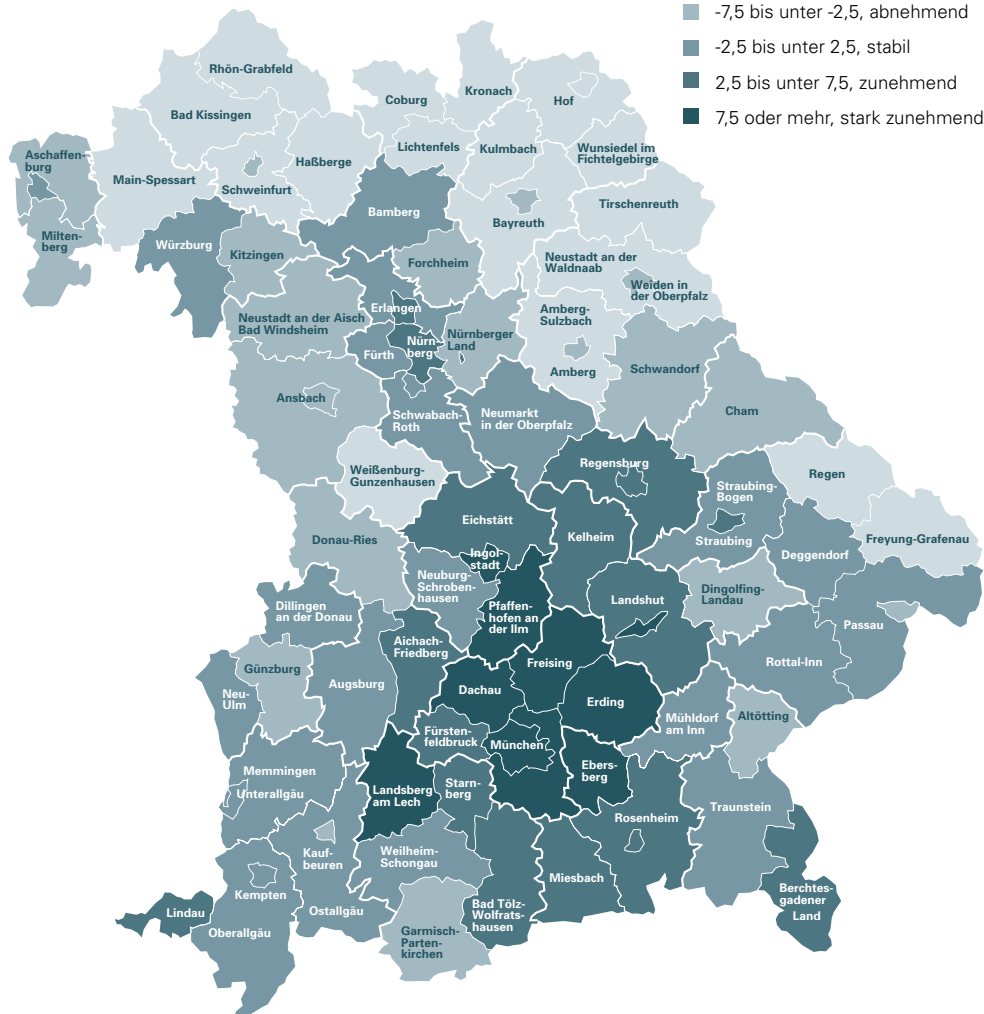 -7,5 bis unter -2,5, abnehmend
-2,5 bis unter 2,5, stabil
2,5 bis unter 7,5, zunehmend
7,5 oder mehr, stark zunehmend
Rhön-Grabfeld
Bad Kissingen
Coburg
Kronach
Hof
Lichtenfels
Kulmbach
Wunsiedel im
Fichtelgebirge
Aschaffen-
burg
Main-Spessart
Schweinfurt
Haßberge
Tirschenreuth
Bamberg
Bayreuth
Milten-
berg
Würzburg
Kitzingen
Forchheim
Neustadt an der
Waldnaab
Weiden in
der Oberpfalz
Erlangen
Neustadt an der Aisch
Bad Windsheim
Amberg-
Sulzbach
Nürn-
berg
Nürnberger
Land
Fürth
Amberg
Schwandorf
Ansbach
Schwabach-
Roth
Neumarkt
in der Oberpfalz
Cham
Weißenburg-
Gunzenhausen
Regensburg
Regen
Straubing-
Bogen
Eichstätt
Kelheim
Straubing
Freyung-Grafenau
Donau-Ries
Ingol-
stadt
Deggendorf
Neuburg-
Schroben-
hausen
Dingolfing-
Landau
Dillingen
an der Donau
Pfaffen-
hofen an
der Ilm
Landshut
Passau
Aichach-
Friedberg
Günzburg
Freising
Rottal-Inn
Neu-
Ulm
Augsburg
Dachau
Erding
Mühldorf
am Inn
Altötting
Fürsten-
feldbruck
München
Memmingen
Unterallgäu
Landsberg
am Lech
Starn-
berg
Ebers-
berg
Traunstein
Rosenheim
Kauf-
beuren
Weilheim-
Schongau
Miesbach
Kempten
Berchtes-
gadener
Land
Lindau
Ostallgäu
Bad Tölz-
Wolfrats-
hausen
Oberallgäu
Garmisch-
Parten-
kirchen